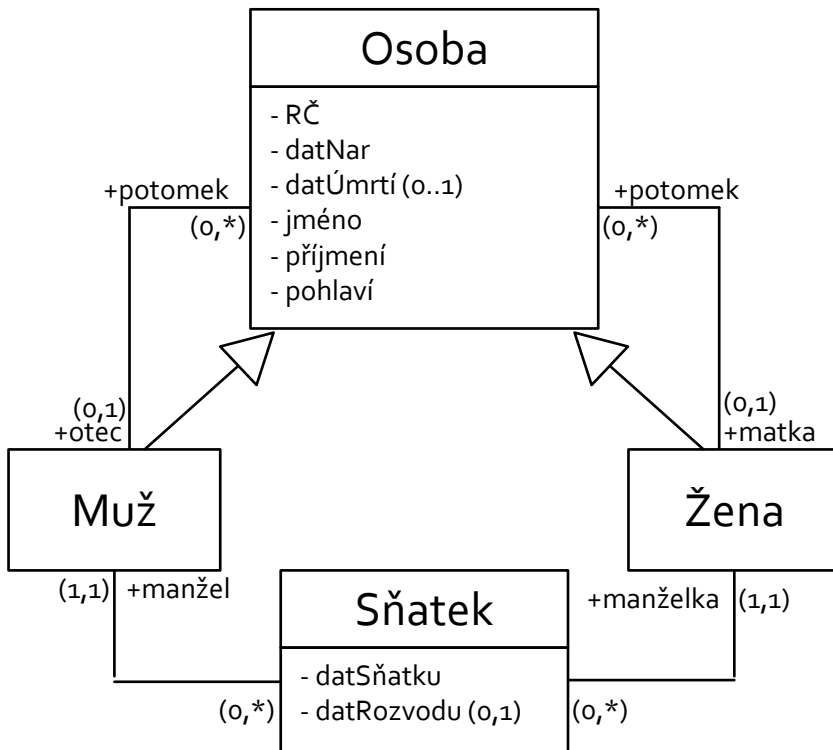 Osoba
- RČ
- datNar
- datÚmrtí (0..1)
- jméno
- příjmení
- pohlaví
+potomek
(0,*)
+potomek
(0,*)
(0,1)
+otec
(0,1)
+matka
Muž
Žena
(1,1)
+manžel
+manželka
(1,1)
Sňatek
- datSňatku
- datRozvodu (0,1)
(0,*)
(0,*)